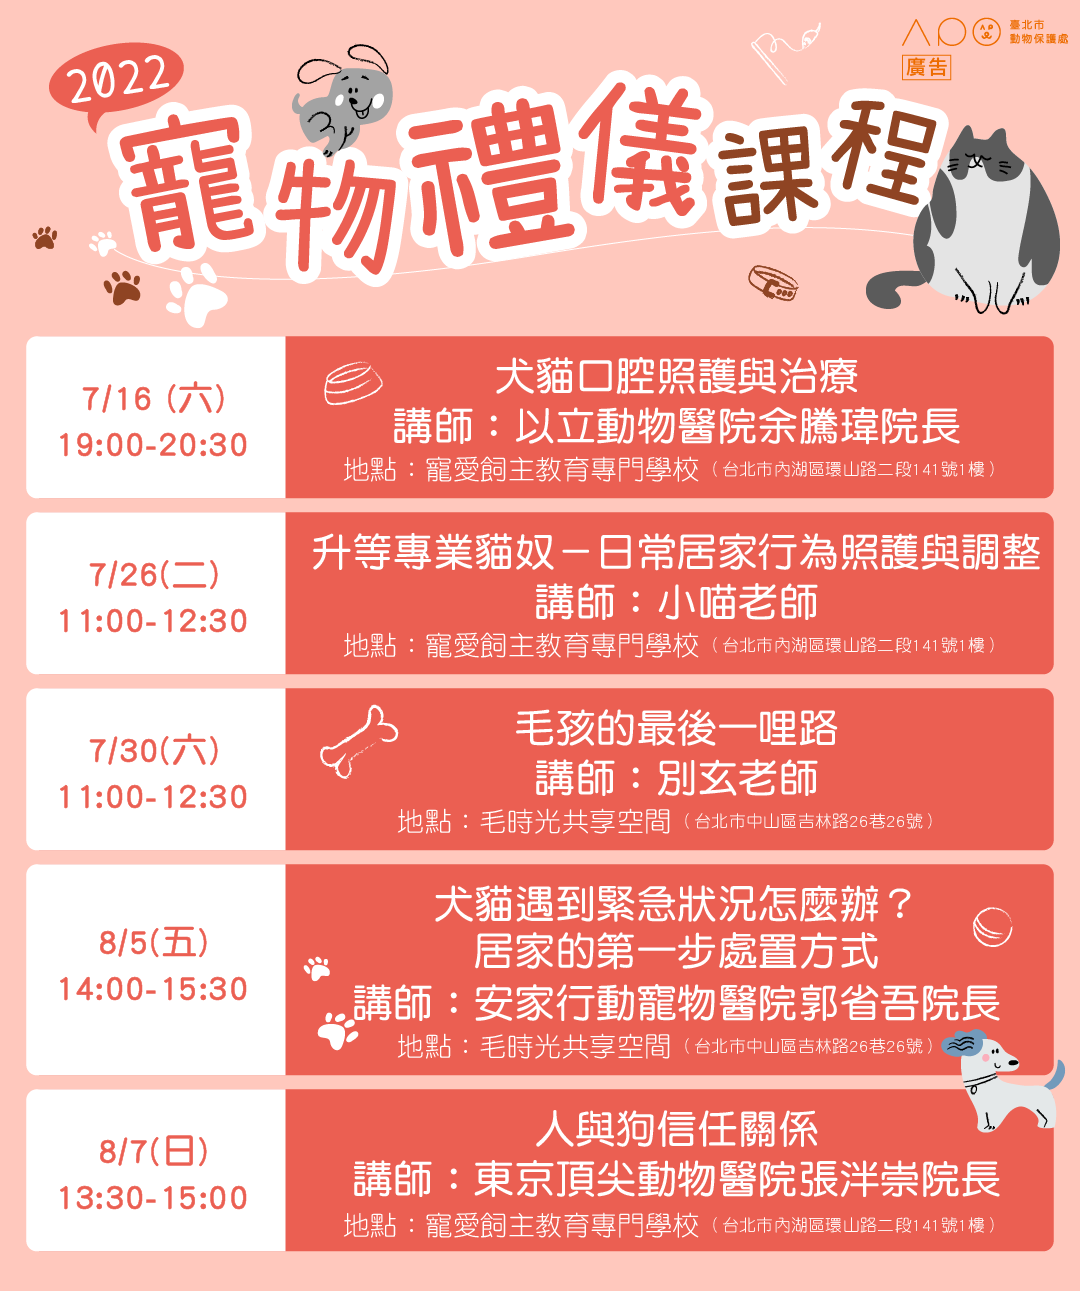 2022
寵物禮儀課程
臺北市
動物保護處
廣告
7/16 (六)
19:00-20:30
犬貓口腔照護與治療
講師：以立動物醫院余騰瑋院長
地點：寵愛飼主教育專門學校（台北市內湖區環山路二段141號1樓）
7/26(二)
11:00-12:30
升等專業貓奴－日常居家行為照護與調整
講師：小喵老師
地點：寵愛飼主教育專門學校（台北市內湖區環山路二段141號1樓）
7/30(六)
11:00-12:30
毛孩的最後一哩路
講師：別玄老師
地點：毛時光共享空間（台北市中山區吉林路26巷26號）
8/5(五)
14:00-15:30
犬貓遇到緊急狀況怎麼辦？
居家的第一步處置方式
講師：安家行動寵物醫院郭省吾院長
地點：毛時光共享空間（台北市中山區吉林路26巷26號）
8/7(日)
13:30-15:00
人與狗信任關係
講師：東京頂尖動物醫院張泮崇院長
地點：寵愛飼主教育專門學校（台北市內湖區環山路二段141號1樓）